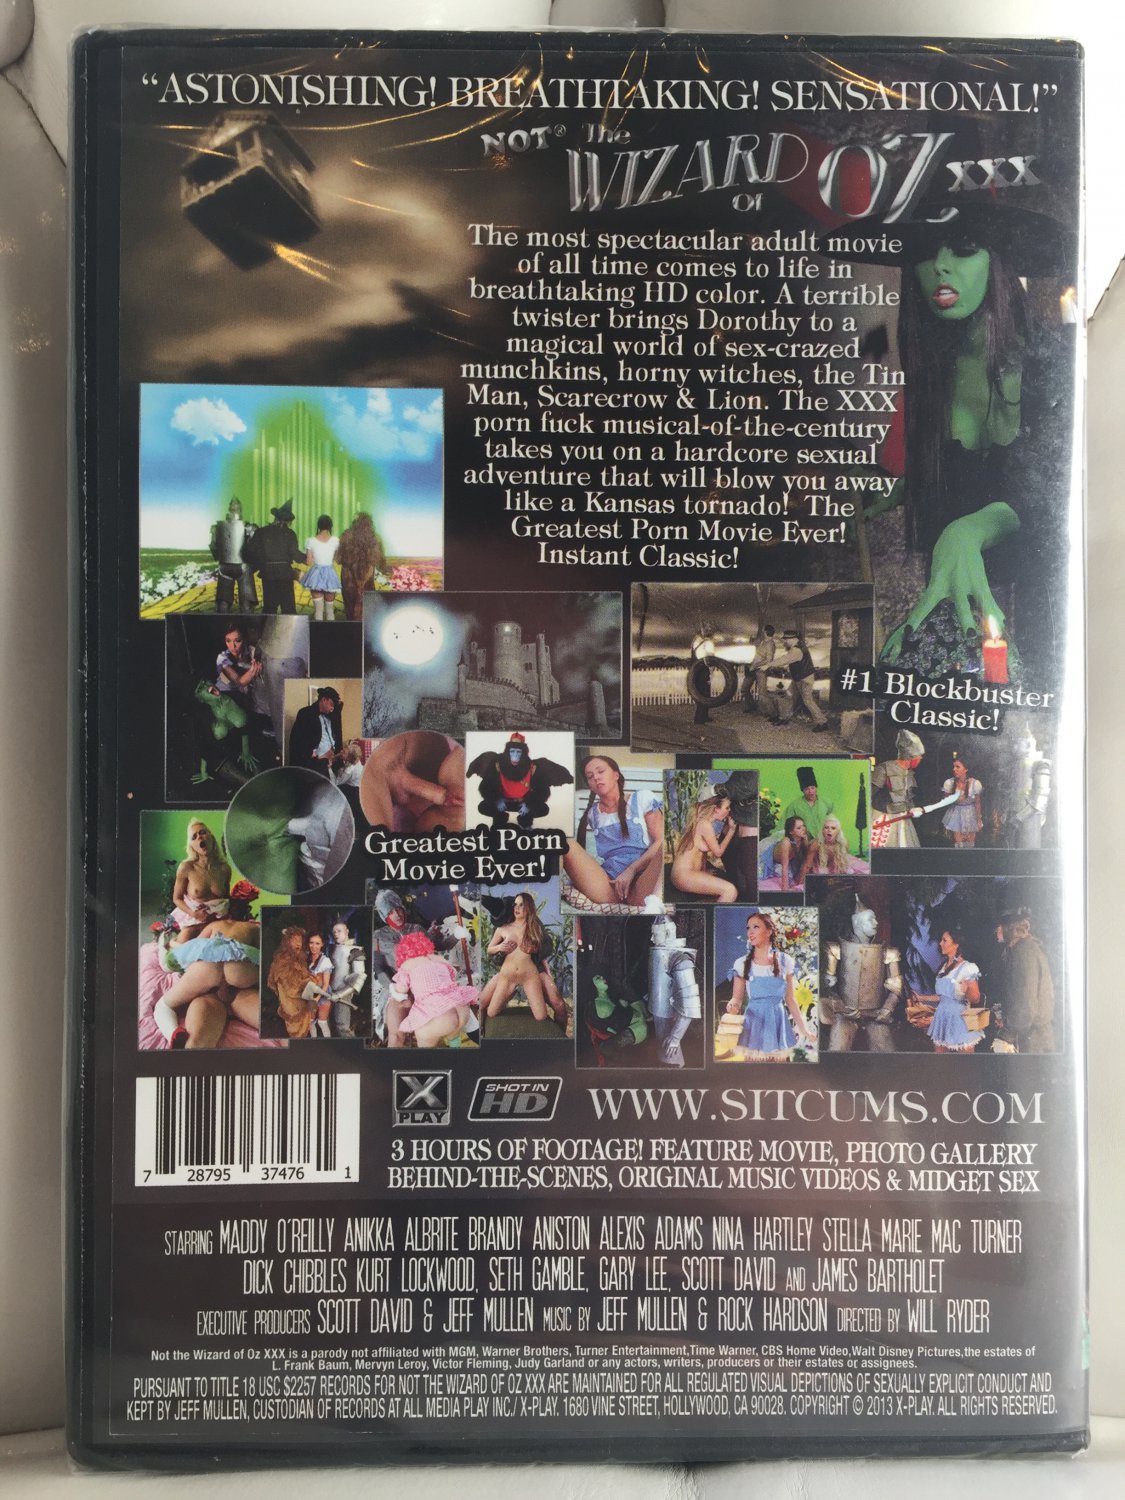 “ASTONISHING! BREATHTAKING! SENSATIONAL!”
NOT® The
WIZARD
OF OZ XXX
The most spectacular adult movie
of all time comes to life in
breathtaking HD color. A terrible
twister brings Dorothy to a
magical world of sex-crazed
munchkins, horny witches, the Tin
Man, Scarecrow & Lion. The XXX
porn fuck musical-of-the-century
takes you on a hardcore sexual
adventure that will blow you away
like a Kansas tornado! The
Greatest Porn Movie Ever!
Instant Classic!
#1 Blockbuster
Classic!
Greatest Porn
Movie Ever!
X
PLAY
SHOT IN
HD
WWW.SITCUMS.COM
3 HOURS OF FOOTAGE! FEATURE MOVIE, PHOTO GALLERY
BEHIND-THE-SCENES, ORIGINAL MUSIC VIDEOS & MIDGET SEX
7 28795 37476 1
STARRING MADDY O'REILLY ANIKKA ALBRITE BRANDY ANISTON ALEXIS ADAMS NINA HARTLEY STELLA MARIE MAC TURNER
DICK CHIBBLES KURT LOCKWOOD, SETH GAMBLE, GARY LEE, SCOTT DAVID AND JAMES BARTHOLET
EXECUTIVE PRODUCERS SCOTT DAVID & JEFF MULLEN MUSIC BY JEFF MULLEN & ROCK HARDSON DIRECTED BY WILL RYDER
Not the Wizard of Oz XXX is a parody not affiliated with MGM, Warner Brothers, Turner Entertainment,Time Warner, CBS Home Video,Walt Disney Pictures,the estates of
L. Frank Baum, Mervyn Leroy, Victor Fleming, Judy Garland or any actors, writers, producers or their estates or assignees.
PURSUANT TO TITLE 18 USC $2257 RECORDS FOR NOT THE WIZARD OF OZ XXX ARE MAINTAINED FOR ALL REGULATED VISUAL DEPICTIONS OF SEXUALLY EXPLICIT CONDUCT AND
KEPT BY JEFF MULLEN, CUSTODIAN OF RECORDS AT ALL MEDIA PLAY INC./ X-PLAY. 1680 VINE STREET, HOLLYWOOD, CA 90028. COPYRIGHT © 2013 X-PLAY. ALL RIGHTS RESERVED.